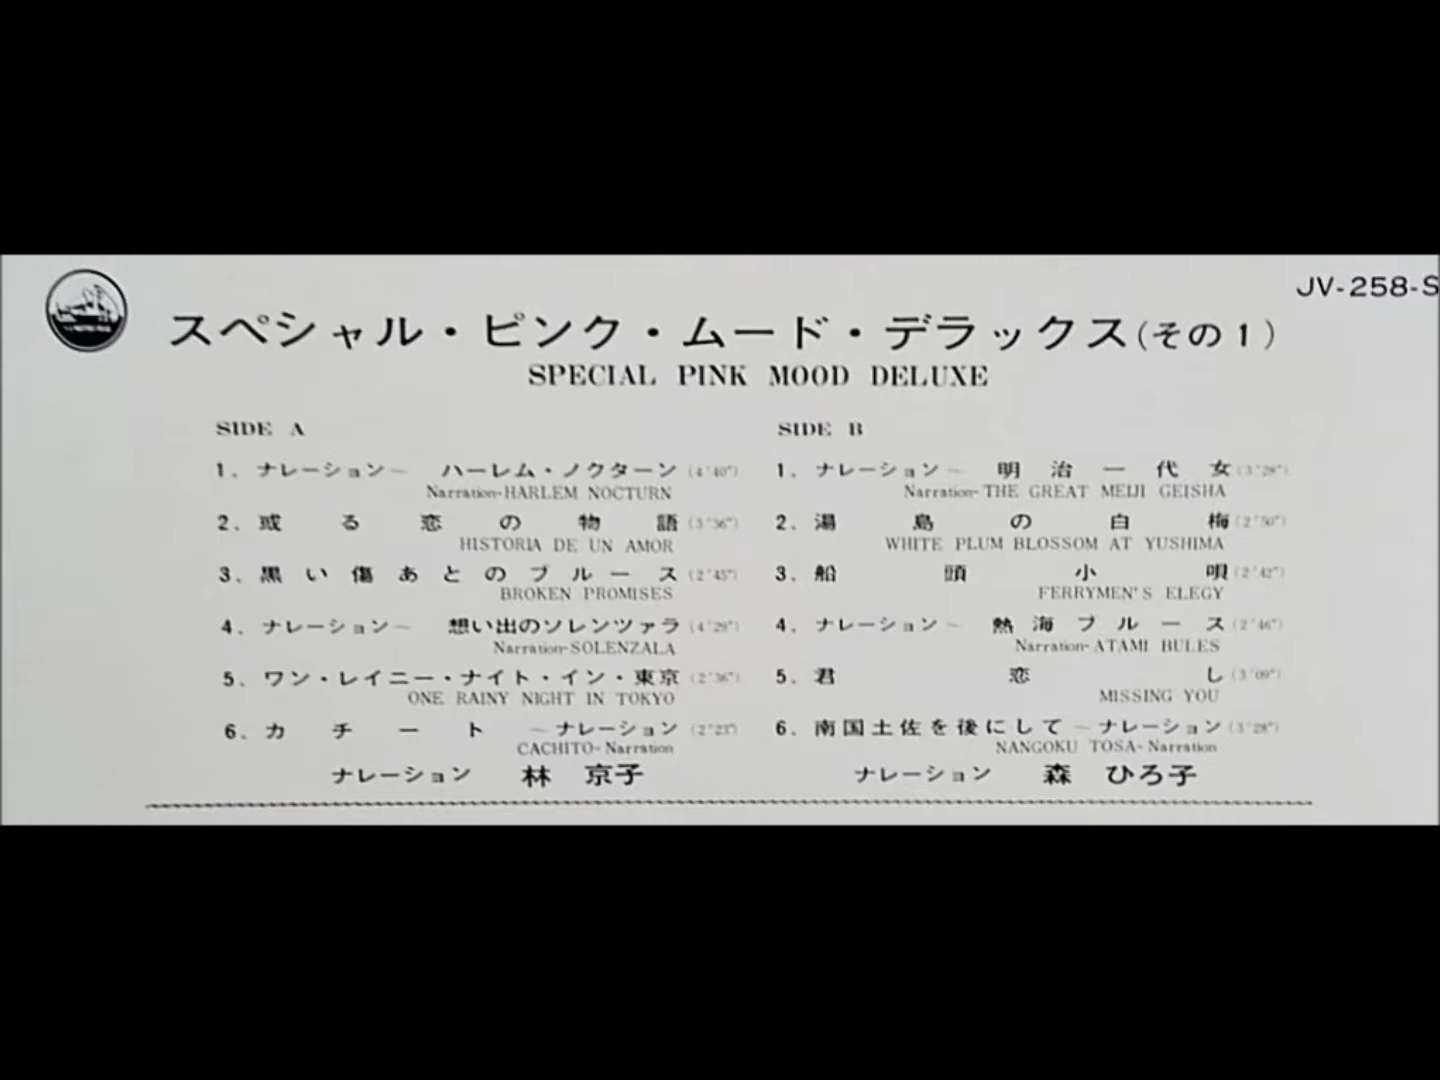 JV-258-S
スペシャル・ピンク・ムード・デラックス(その1)
SPECIAL PINK MOOD DELUXE
SIDE A
1. ナレーション〜 ハーレム・ノクターン (4'40")
Narration-HARLEM NOCTURN
2. 或る恋の物語 (3'36")
HISTORIA DE UN AMOR
3. 黒い傷あとのブルース (2'45")
BROKEN PROMISES
4. ナレーション〜 想い出のソレンツァラ (4'29")
Narration-SOLENZALA
5. ワン・レイニー・ナイト・イン・東京 (2'36")
ONE RAINY NIGHT IN TOKYO
6. カチート 〜ナレーション (2'23")
CACHITO-Narration
ナレーション 林 京子
SIDE B
1. ナレーション〜 明治一代女 (3'28")
Narration-THE GREAT MEIJI GEISHA
2. 湯島の白梅 (2'50")
WHITE PLUM BLOSSOM AT YUSHIMA
3. 船頭小唄 (2'42")
FERRYMEN'S ELEGY
4. ナレーション〜 熱海ブルース (2'46")
Narration-ATAMI BULES
5. 君恋し (3'09")
MISSING YOU
6. 南国土佐を後にして〜ナレーション (3'28")
NANGOKU TOSA-Narration
ナレーション 森 ひろ子